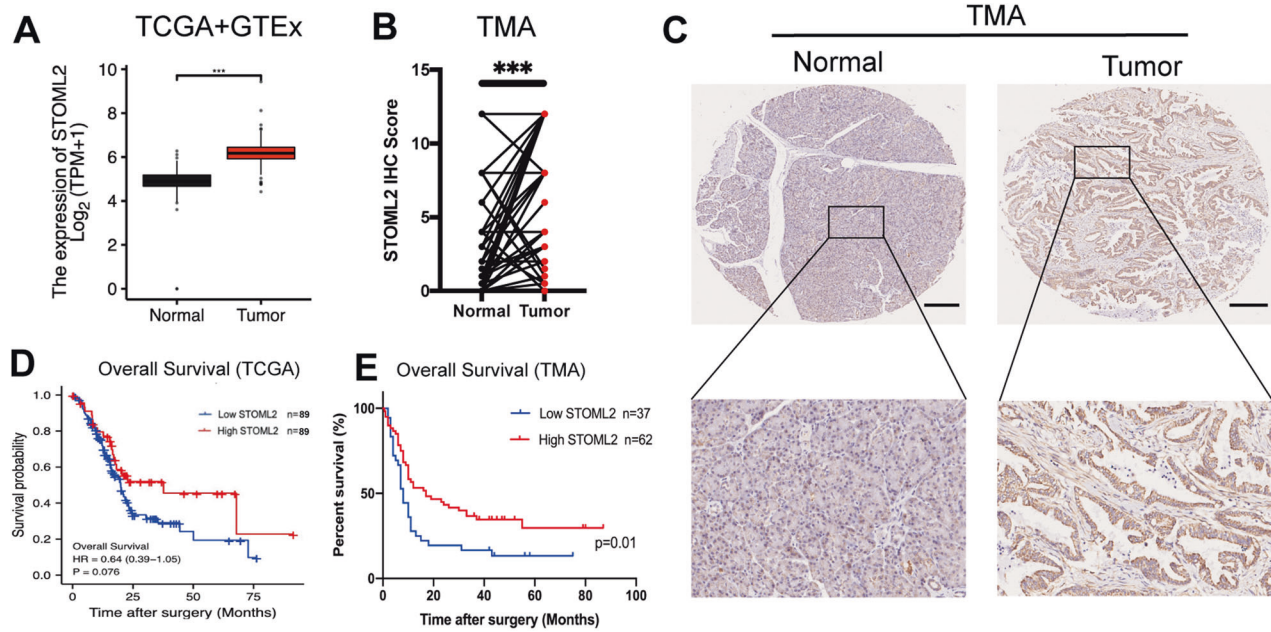 A
TCGA+GTEx
The expression of STOML2
Log2 (TPM+1)
***
10
8
6
4
2
0
Normal
Tumor
B
TMA
STOML2 IHC Score
***
15
10
5
0
Normal
Tumor
C
TMA
Normal
Tumor
D
Overall Survival (TCGA)
Survival probability
1.0
0.8
0.6
0.4
0.2
0.0
Low STOML2 n=89
High STOML2 n=89
Overall Survival
HR = 0.64 (0.39–1.05)
P = 0.076
0
25
50
75
Time after surgery (Months)
E
Overall Survival (TMA)
Percent survival (%)
100
50
0
Low STOML2 n=37
High STOML2 n=62
p=0.01
0
20
40
60
80
100
Time after surgery (Months)